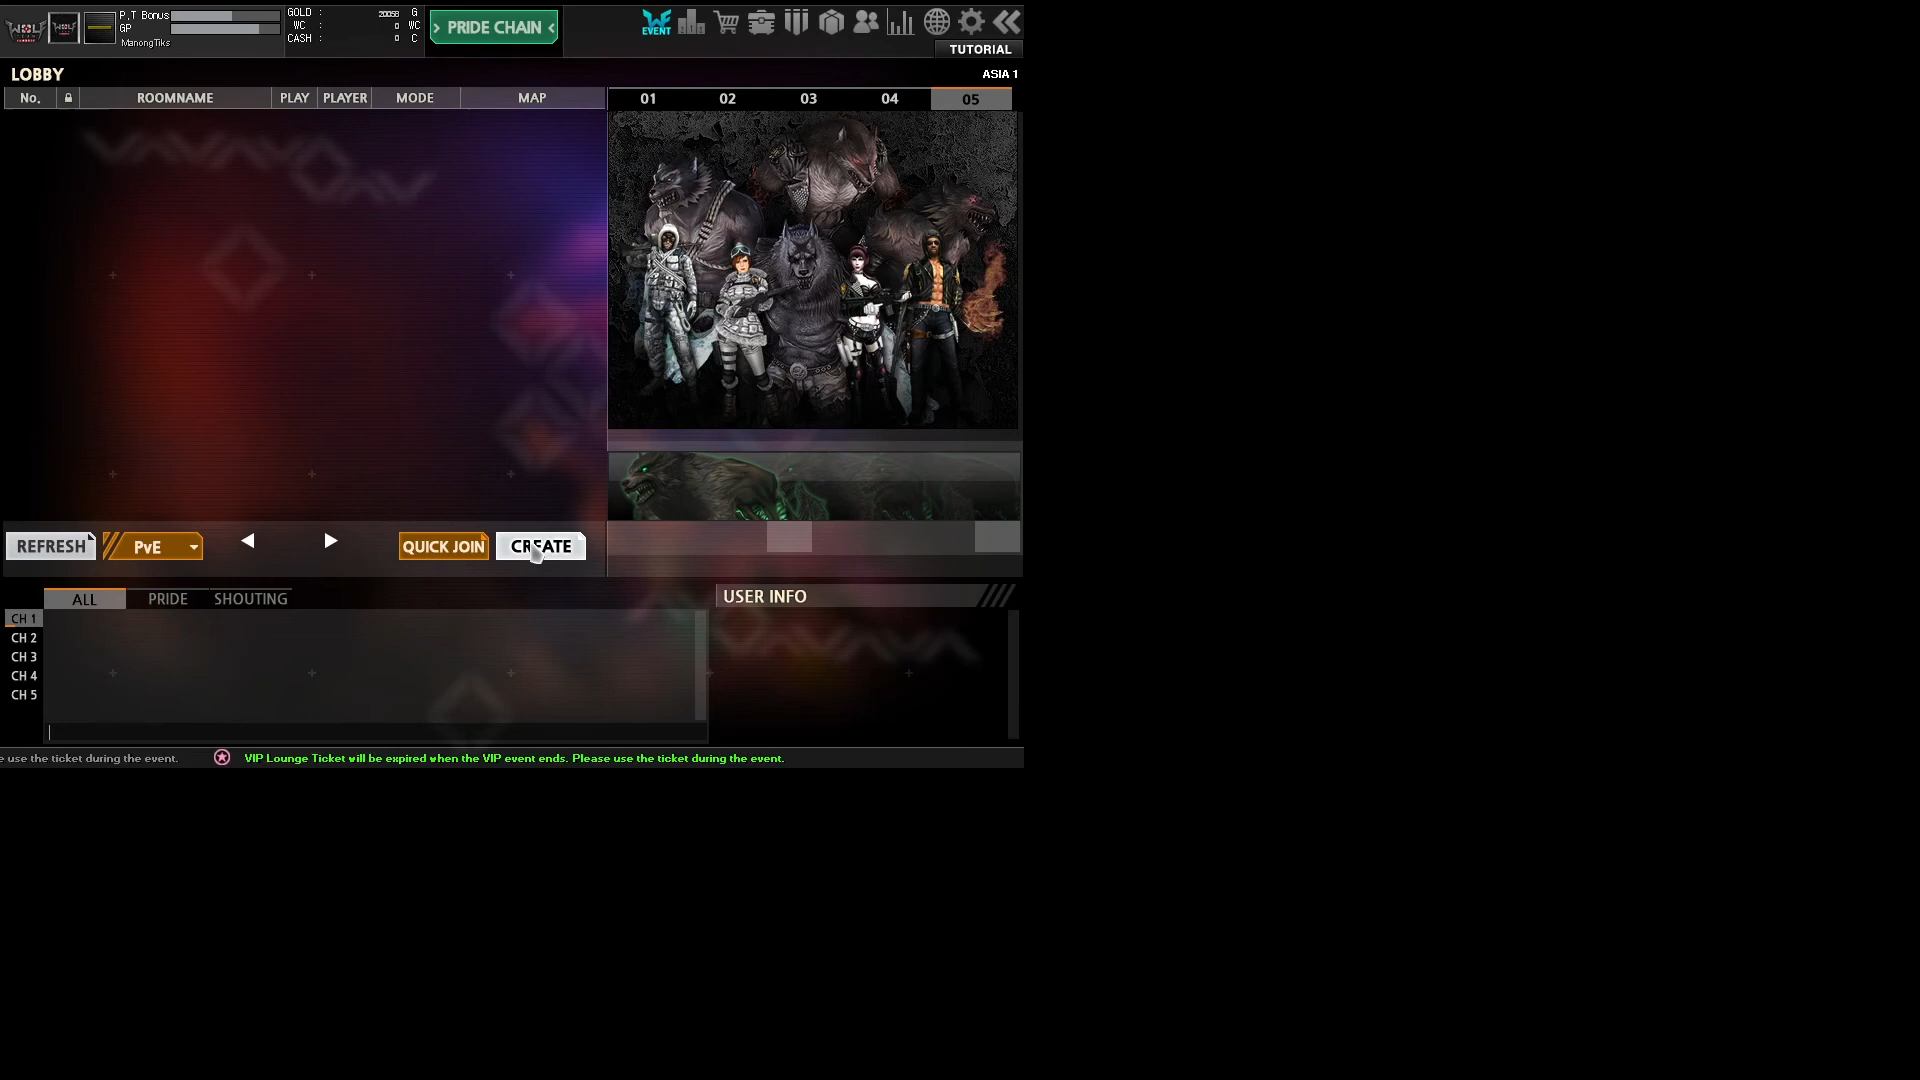 P,T Bonus
GP
ManongTiks
GOLD : 20058 G
WC : 0 WC
CASH : 0 C
PRIDE CHAIN
EVENT
TUTORIAL
LOBBY
ASIA 1
No. ROOMNAME PLAY PLAYER MODE MAP
01 02 03 04 05
REFRESH PvE QUICK JOIN CREATE
ALL PRIDE SHOUTING
USER INFO
CH 1
CH 2
CH 3
CH 4
CH 5
e use the ticket during the event. VIP Lounge Ticket will be expired when the VIP event ends. Please use the ticket during the event.